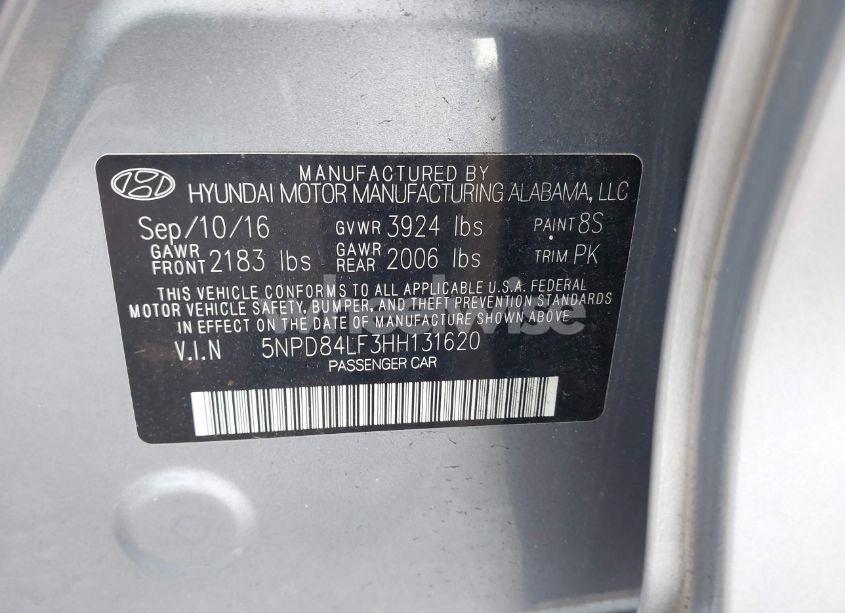 MANUFACTURED BY
HYUNDAI MOTOR MANUFACTURING ALABAMA, LLC
Sep/10/16 GVWR 3924 lbs PAINT 8S
GAWR FRONT 2183 lbs GAWR REAR 2006 lbs TRIM PK
THIS VEHICLE CONFORMS TO ALL APPLICABLE U.S.A. FEDERAL
MOTOR VEHICLE SAFETY, BUMPER, AND THEFT PREVENTION STANDARDS
IN EFFECT ON THE DATE OF MANUFACTURE SHOWN ABOVE.
wheelwise
V.I.N 5NPD84LF3HH131620
PASSENGER CAR